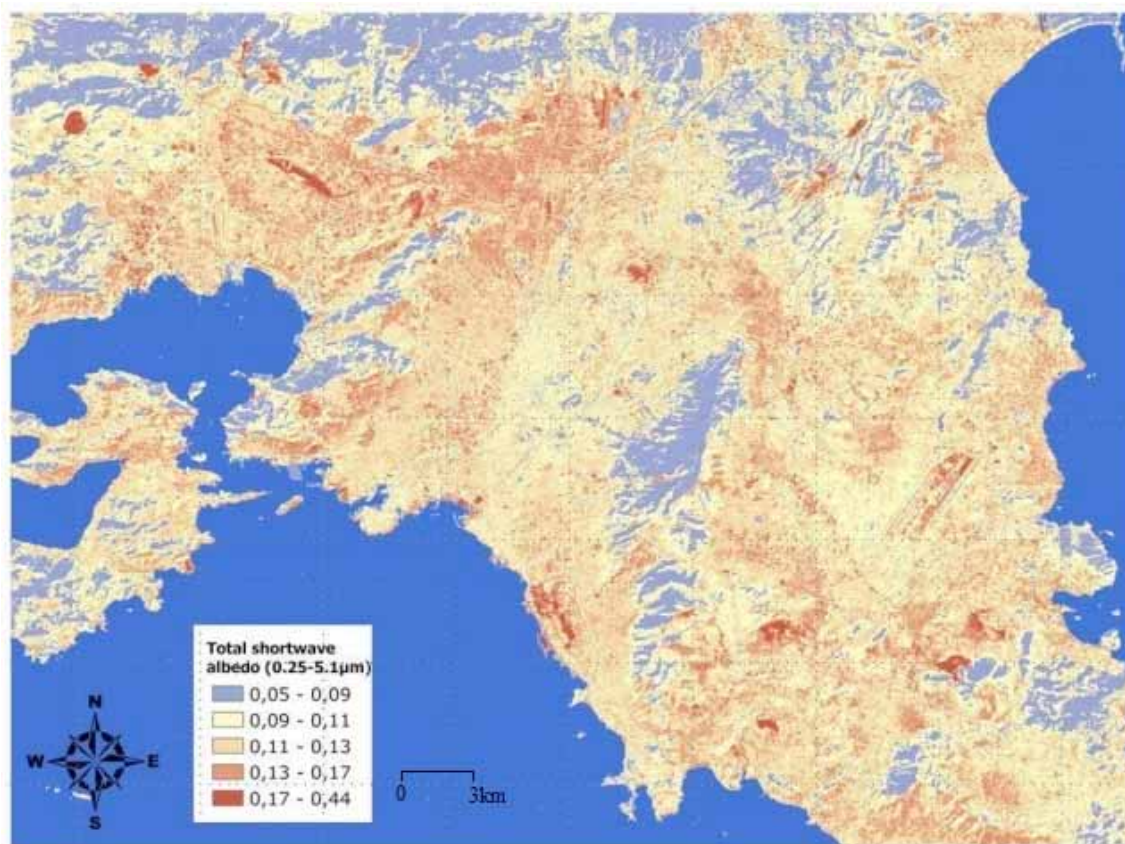 Total shortwave
albedo (0.25-5.1µm)
0,05 - 0,09
0,09 - 0,11
0,11 - 0,13
0,13 - 0,17
0,17 - 0,44
N
W E
S
0 3km